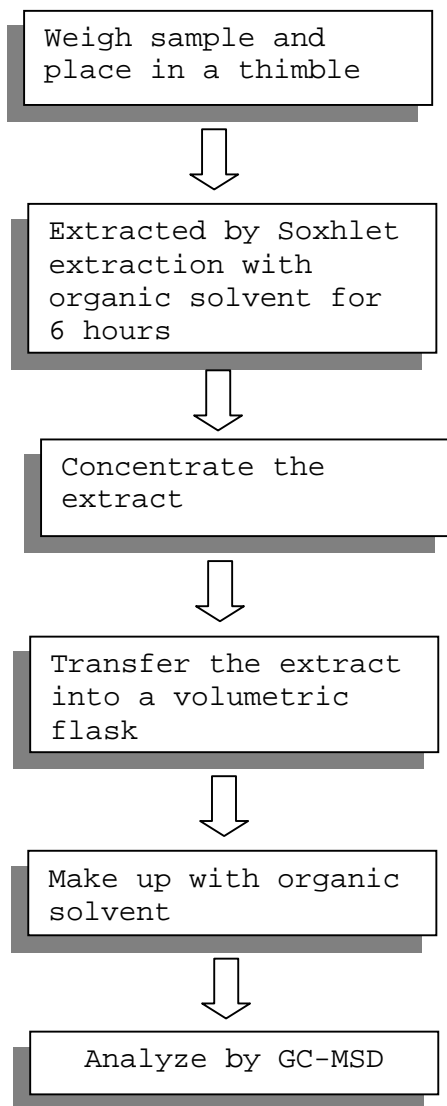 Weigh sample and
place in a thimble
Extracted by Soxhlet
extraction with
organic solvent for
6 hours
Concentrate the
extract
Transfer the extract
into a volumetric
flask
Make up with organic
solvent
Analyze by GC-MSD